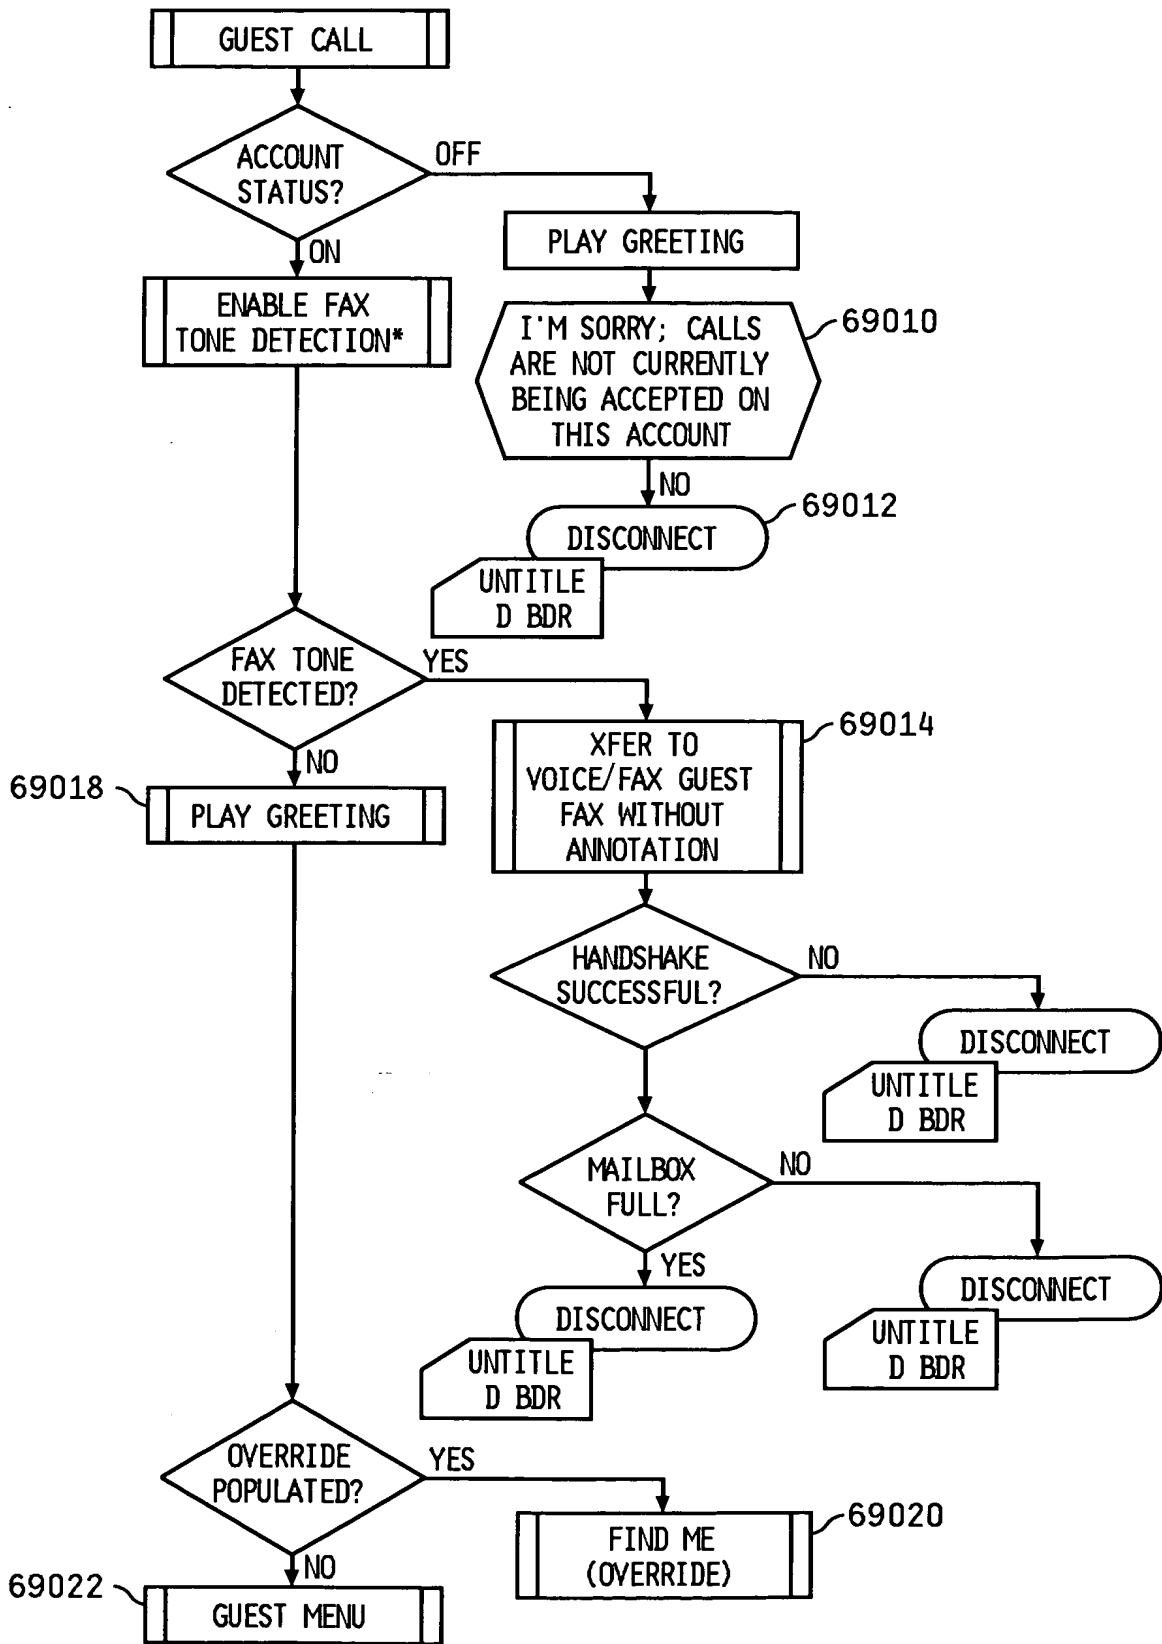 GUEST CALL
ACCOUNT
STATUS?
OFF
ON
PLAY GREETING
ENABLE FAX
TONE DETECTION*
I'M SORRY; CALLS
ARE NOT CURRENTLY
BEING ACCEPTED ON
THIS ACCOUNT
69010
NO
DISCONNECT
69012
UNTITLE
D BDR
FAX TONE
DETECTED?
YES
NO
69018
PLAY GREETING
XFER TO
VOICE/FAX GUEST
FAX WITHOUT
ANNOTATION
69014
HANDSHAKE
SUCCESSFUL?
NO
DISCONNECT
UNTITLE
D BDR
MAILBOX
FULL?
NO
YES
DISCONNECT
UNTITLE
D BDR
DISCONNECT
UNTITLE
D BDR
OVERRIDE
POPULATED?
YES
FIND ME
(OVERRIDE)
69020
NO
69022
GUEST MENU